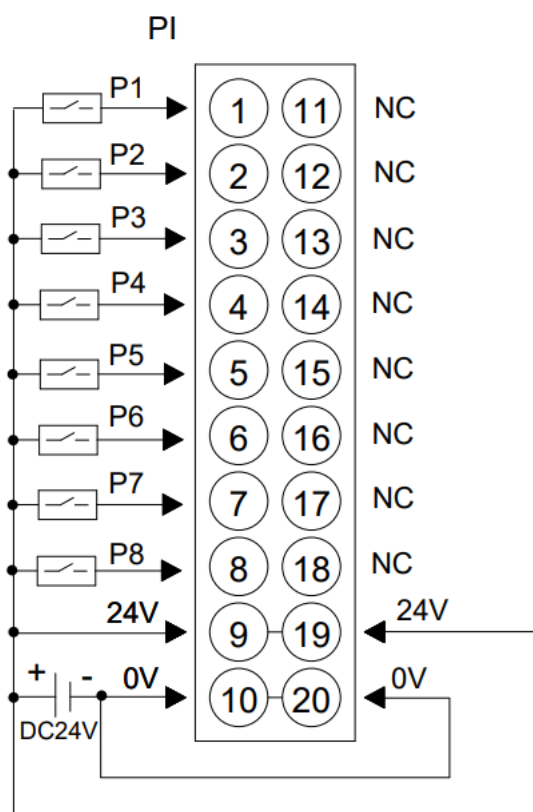 PI
P1 1 11 NC
P2 2 12 NC
P3 3 13 NC
P4 4 14 NC
P5 5 15 NC
P6 6 16 NC
P7 7 17 NC
P8 8 18 NC
24V 9 19 24V
+ - 0V 10 20 0V
DC24V